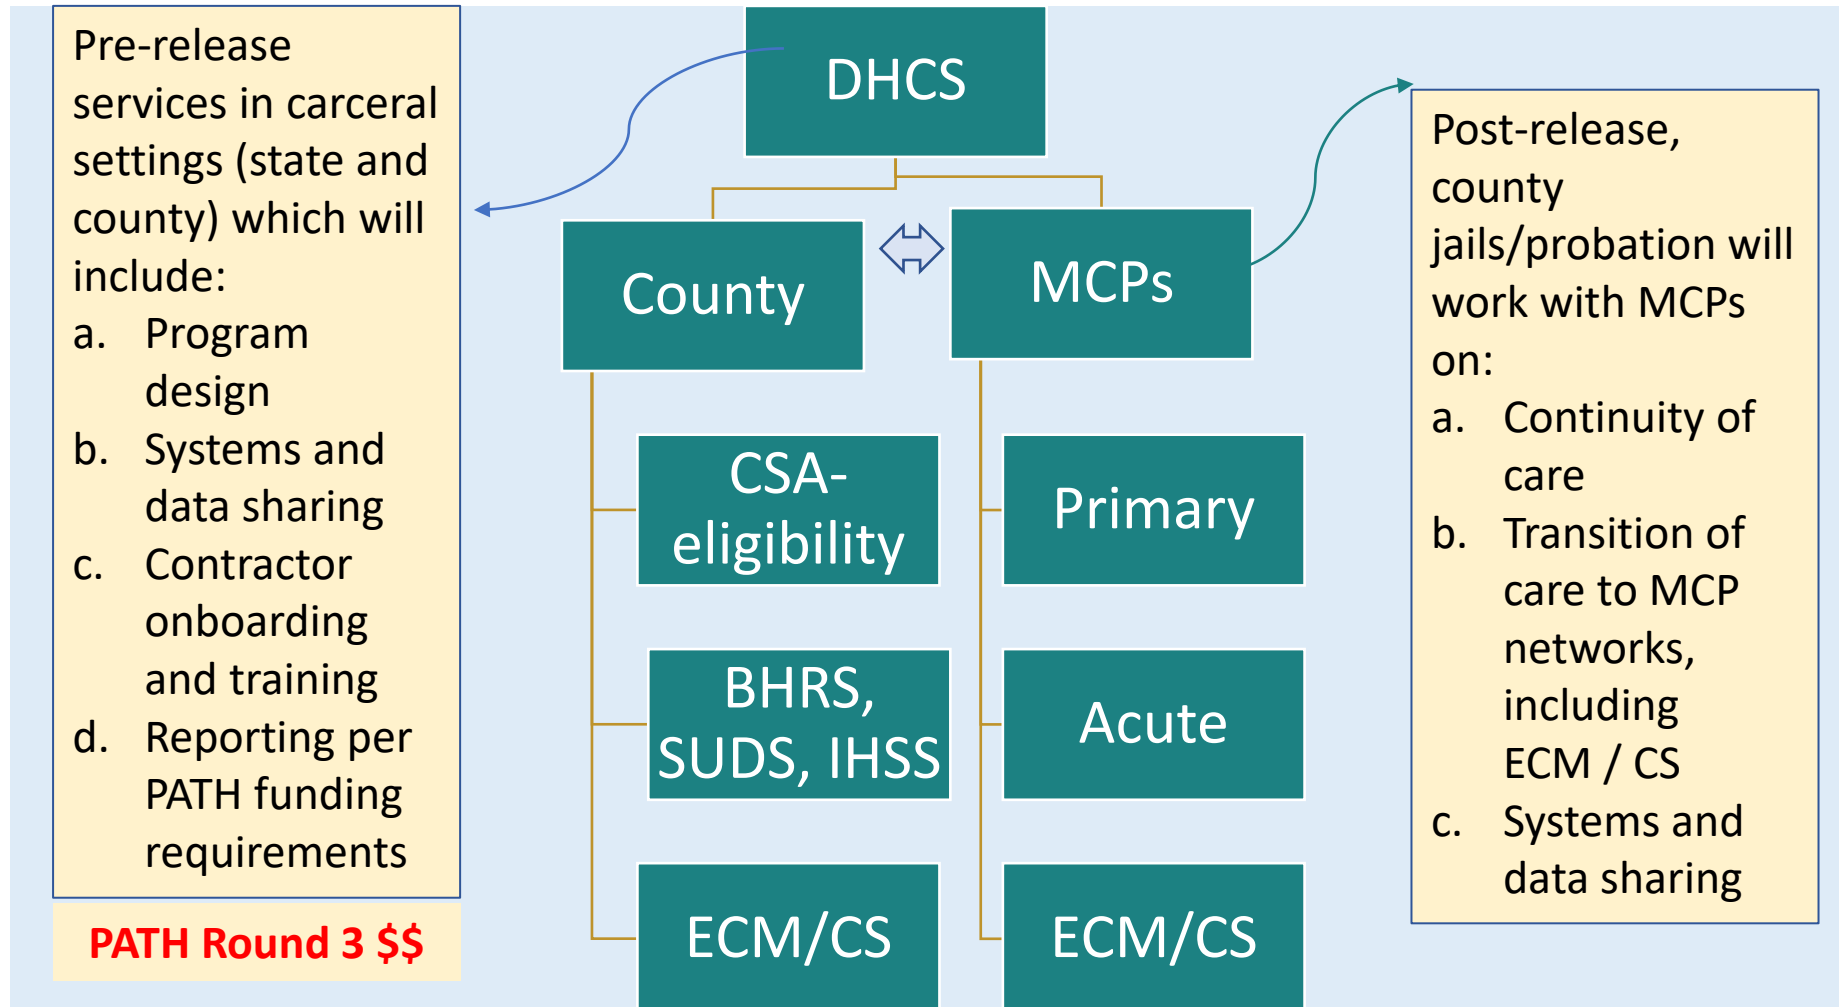 Pre-release
services in carceral
settings (state and
county) which will
include:
a. Program
design
b. Systems and
data sharing
c. Contractor
onboarding
and training
d. Reporting per
PATH funding
requirements
PATH Round 3 $$
DHCS
County
MCPs
CSA-
eligibility
Primary
BHRS,
SUDS, IHSS
Acute
ECM/CS
ECM/CS
Post-release,
county
jails/probation will
work with MCPs
on:
a. Continuity of
care
b. Transition of
care to MCP
networks,
including
ECM / CS
c. Systems and
data sharing